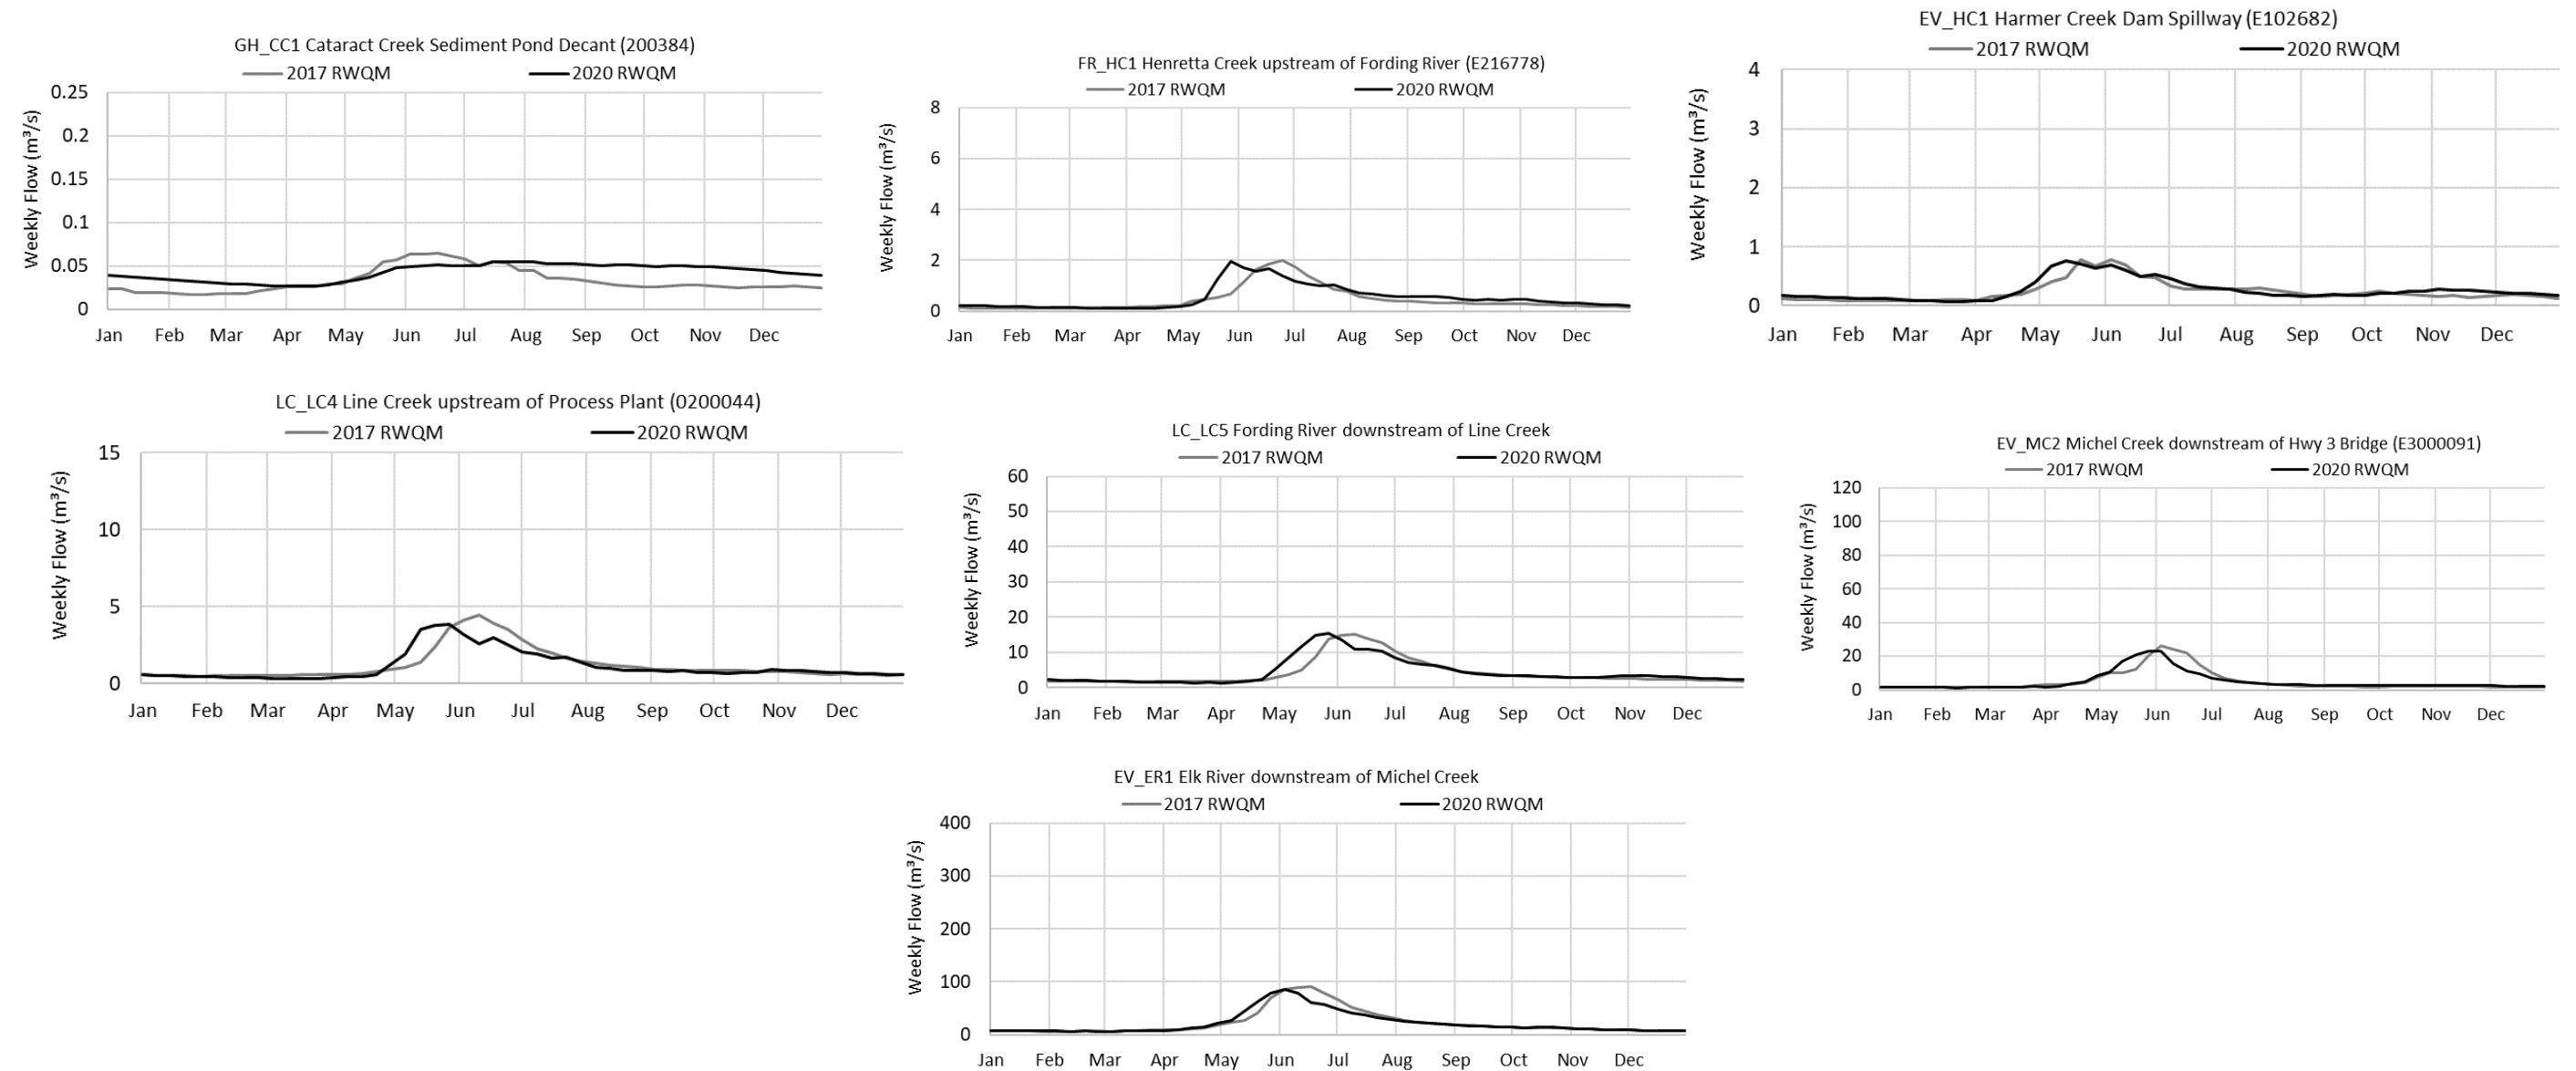 GH_CC1 Cataract Creek Sediment Pond Decant (200384)
2017 RWQM 2020 RWQM
Weekly Flow (m³/s)
0.25
0.2
0.15
0.1
0.05
0
Jan Feb Mar Apr May Jun Jul Aug Sep Oct Nov Dec
FR_HC1 Henretta Creek upstream of Fording River (E216778)
2017 RWQM 2020 RWQM
Weekly Flow (m³/s)
8
6
4
2
0
Jan Feb Mar Apr May Jun Jul Aug Sep Oct Nov Dec
EV_HC1 Harmer Creek Dam Spillway (E102682)
2017 RWQM 2020 RWQM
Weekly Flow (m³/s)
4
3
2
1
0
Jan Feb Mar Apr May Jun Jul Aug Sep Oct Nov Dec
LC_LC4 Line Creek upstream of Process Plant (0200044)
2017 RWQM 2020 RWQM
Weekly Flow (m³/s)
15
10
5
0
Jan Feb Mar Apr May Jun Jul Aug Sep Oct Nov Dec
LC_LC5 Fording River downstream of Line Creek
2017 RWQM 2020 RWQM
Weekly Flow (m³/s)
60
50
40
30
20
10
0
Jan Feb Mar Apr May Jun Jul Aug Sep Oct Nov Dec
EV_MC2 Michel Creek downstream of Hwy 3 Bridge (E3000091)
2017 RWQM 2020 RWQM
Weekly Flow (m³/s)
120
100
80
60
40
20
0
Jan Feb Mar Apr May Jun Jul Aug Sep Oct Nov Dec
EV_ER1 Elk River downstream of Michel Creek
2017 RWQM 2020 RWQM
Weekly Flow (m³/s)
400
300
200
100
0
Jan Feb Mar Apr May Jun Jul Aug Sep Oct Nov Dec